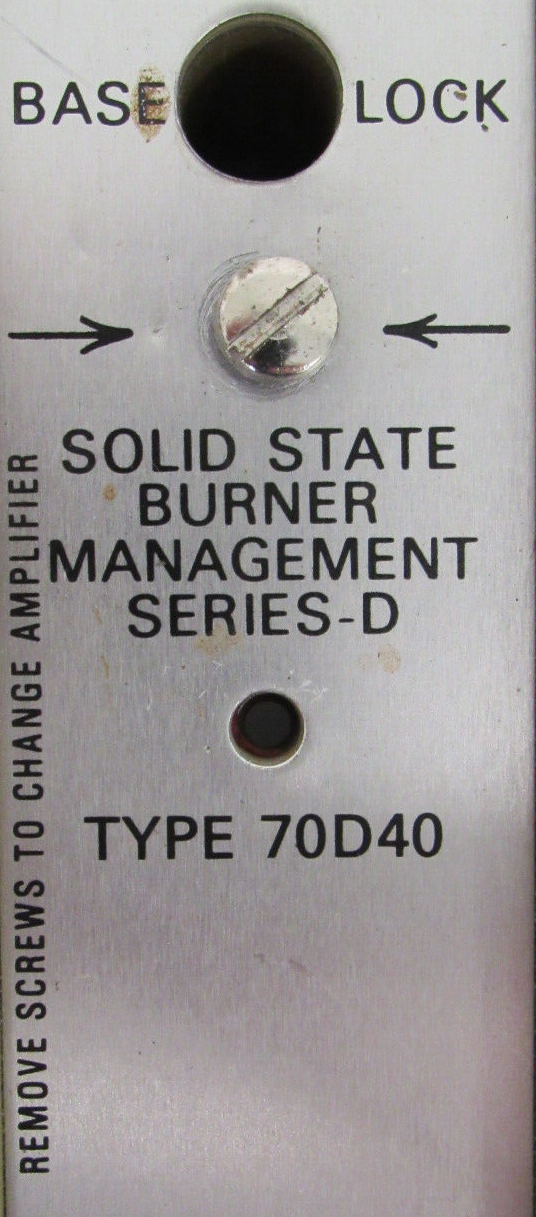 BASE LOCK
SOLID STATE
BURNER
MANAGEMENT
SERIES-D
TYPE 70D40
REMOVE SCREWS TO CHANGE AMPLIFIER